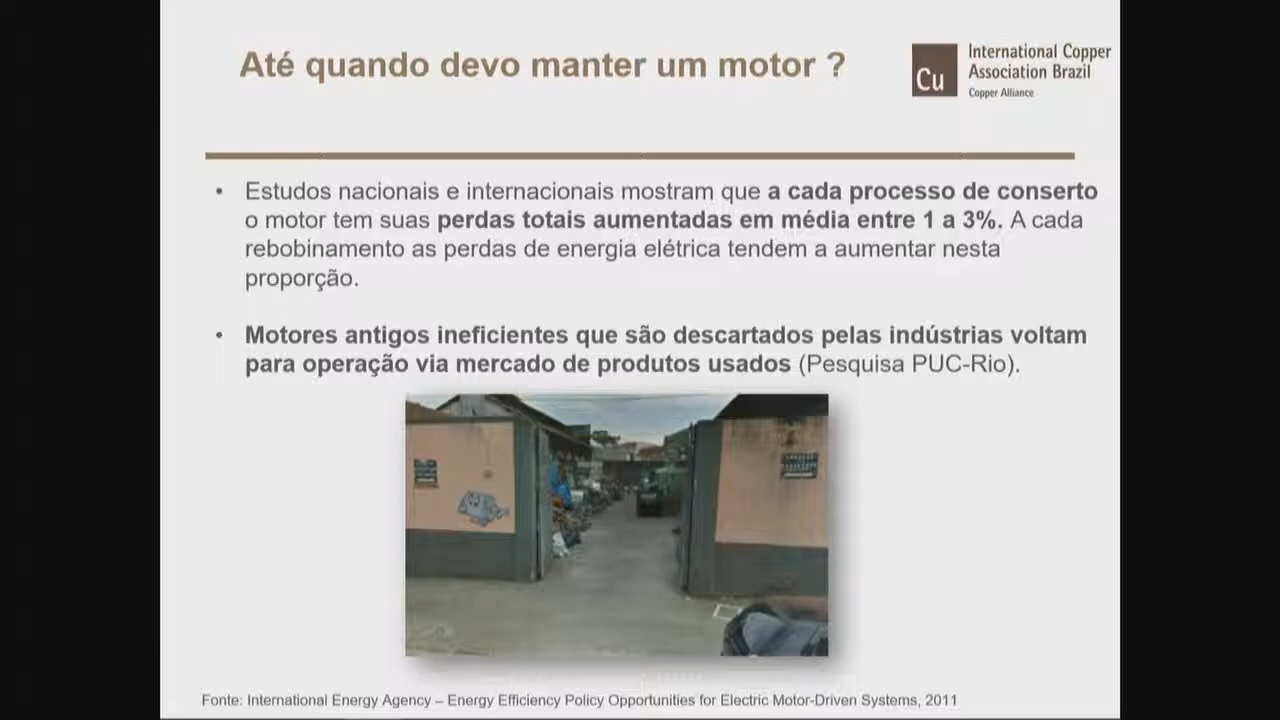 Até quando devo manter um motor ?
Cu
International Copper
Association Brazil
Copper Alliance
• Estudos nacionais e internacionais mostram que a cada processo de conserto
o motor tem suas perdas totais aumentadas em média entre 1 a 3%. A cada
rebobinamento as perdas de energia elétrica tendem a aumentar nesta
proporção.
• Motores antigos ineficientes que são descartados pelas indústrias voltam
para operação via mercado de produtos usados (Pesquisa PUC-Rio).
Fonte: International Energy Agency – Energy Efficiency Policy Opportunities for Electric Motor-Driven Systems, 2011